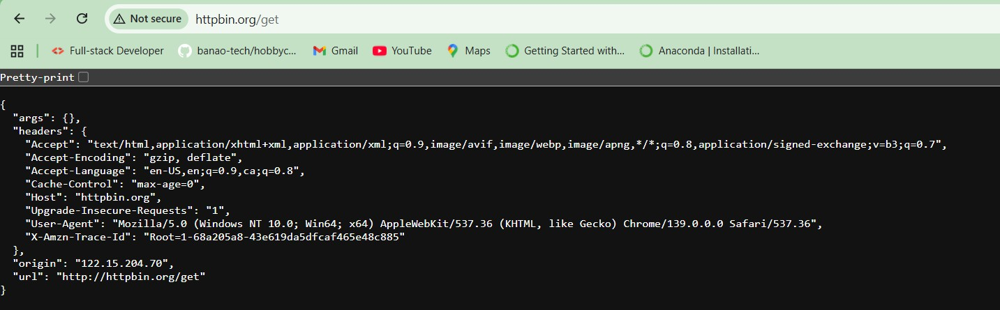 Not secure httpbin.org/get
Full-stack Developer banao-tech/hobbyc... Gmail YouTube Maps Getting Started with... Anaconda | Installati...
Pretty-print
{
  "args": {},
  "headers": {
    "Accept": "text/html,application/xhtml+xml,application/xml;q=0.9,image/avif,image/webp,image/apng,*/*;q=0.8,application/signed-exchange;v=b3;q=0.7",
    "Accept-Encoding": "gzip, deflate",
    "Accept-Language": "en-US,en;q=0.9,ca;q=0.8",
    "Cache-Control": "max-age=0",
    "Host": "httpbin.org",
    "Upgrade-Insecure-Requests": "1",
    "User-Agent": "Mozilla/5.0 (Windows NT 10.0; Win64; x64) AppleWebKit/537.36 (KHTML, like Gecko) Chrome/139.0.0.0 Safari/537.36",
    "X-Amzn-Trace-Id": "Root=1-68a205a8-43e619da5dfcaf465e48c885"
  },
  "origin": "122.15.204.70",
  "url": "http://httpbin.org/get"
}